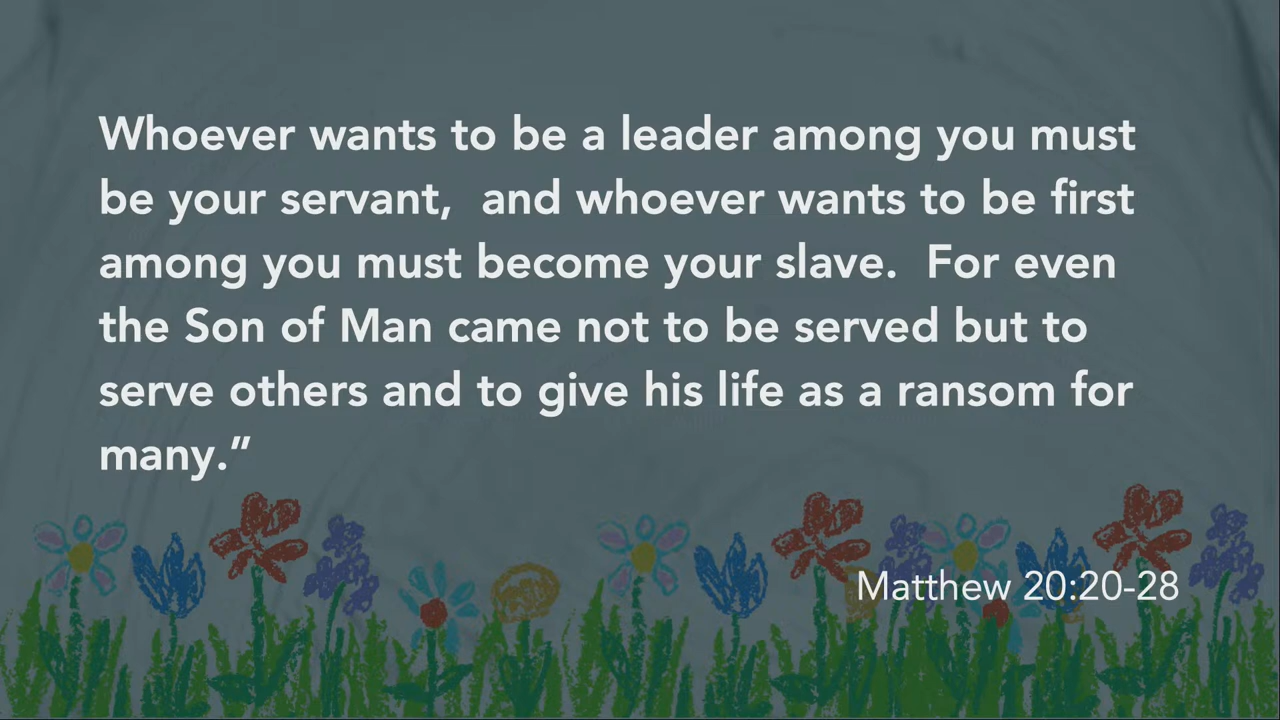 Whoever wants to be a leader among you must
be your servant,  and whoever wants to be first
among you must become your slave.  For even
the Son of Man came not to be served but to
serve others and to give his life as a ransom for
many.”
Matthew 20:20-28